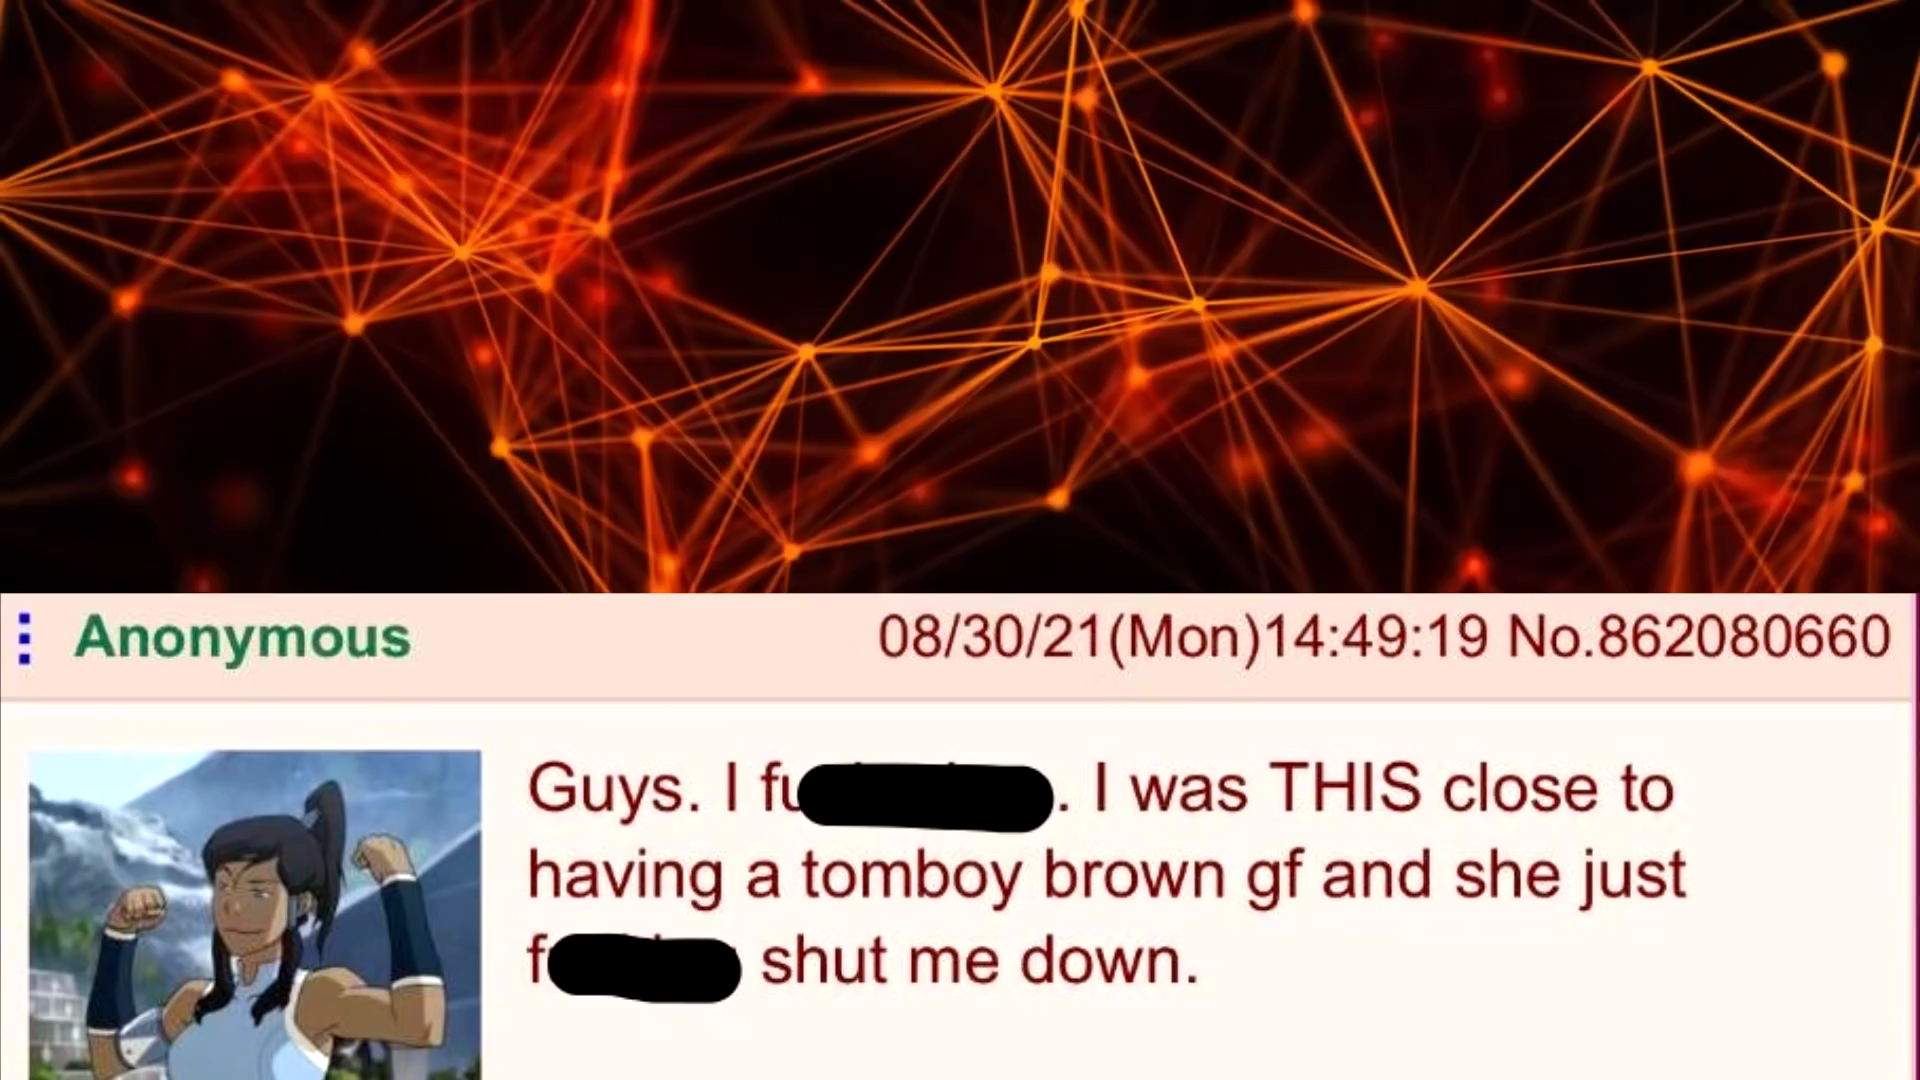 Anonymous 08/30/21(Mon)14:49:19 No.862080660
Guys. I fu . I was THIS close to
having a tomboy brown gf and she just
f shut me down.